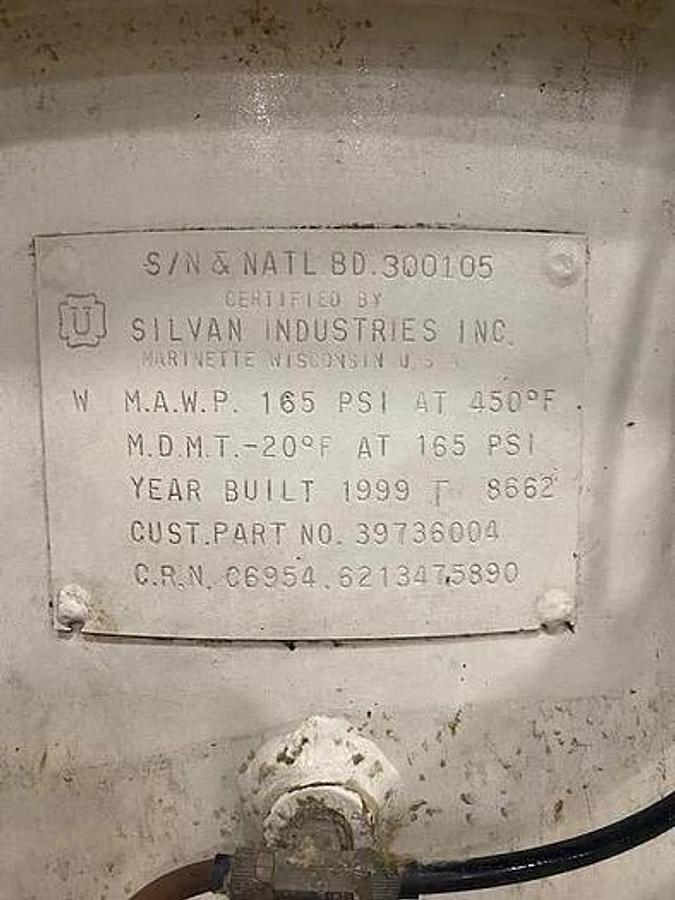 S/N & NATL BD.300105
CERTIFIED BY
U
SILVAN INDUSTRIES INC.
MARINETTE WISCONSIN U.S.
W M.A.W.P. 165 PSI AT 450°F
M.D.M.T.-20°F AT 165 PSI
YEAR BUILT 1999 T 8662
CUST.PART NO. 39736004
C.R.N. C6954.6213475890